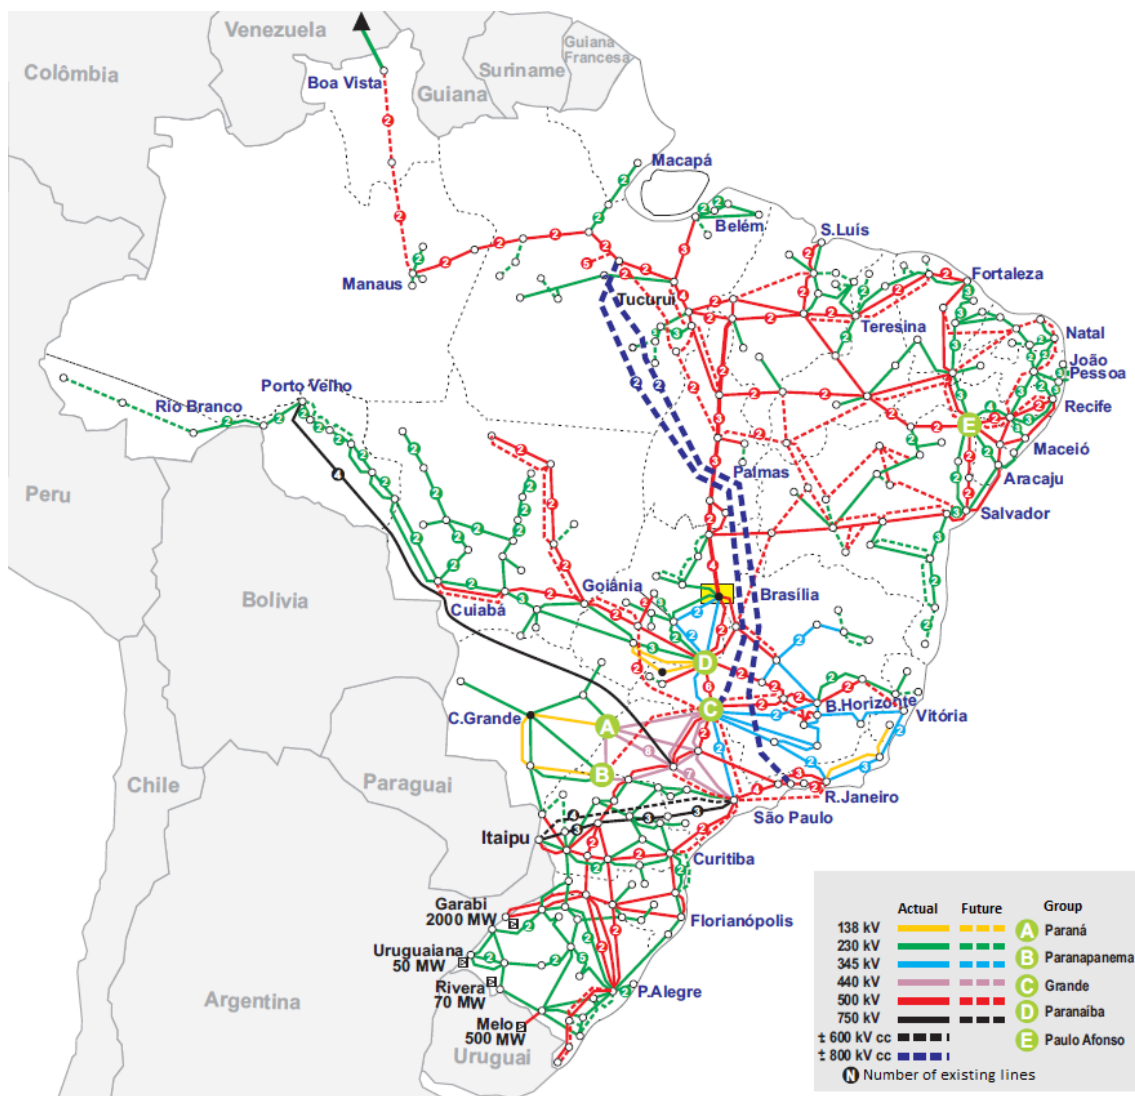 Venezuela
Colômbia
Boa Vista
Guiana
Suriname
Guiana
Francesa
Macapá
Belém
S.Luís
Manaus
Tucurui
Fortaleza
Teresina
Natal
João
Pessoa
Recife
Maceió
Aracaju
Salvador
Porto Velho
Rio Branco
Peru
Palmas
Bolivia
Cuiabá
Goiânia
Brasília
C.Grande
B.Horizonte
Vitória
A
B
C
D
E
Chile
Paraguai
R.Janeiro
São Paulo
Itaipu
Curitiba
Garabi
2000 MW
Florianópolis
Uruguaiana
50 MW
Rivera
70 MW
P.Alegre
Melo
500 MW
Argentina
Uruguai
Actual Future Group
138 kV A Paraná
230 kV B Paranapanema
345 kV C Grande
440 kV D Paranaíba
500 kV E Paulo Afonso
750 kV
± 600 kV cc
± 800 kV cc
N Number of existing lines